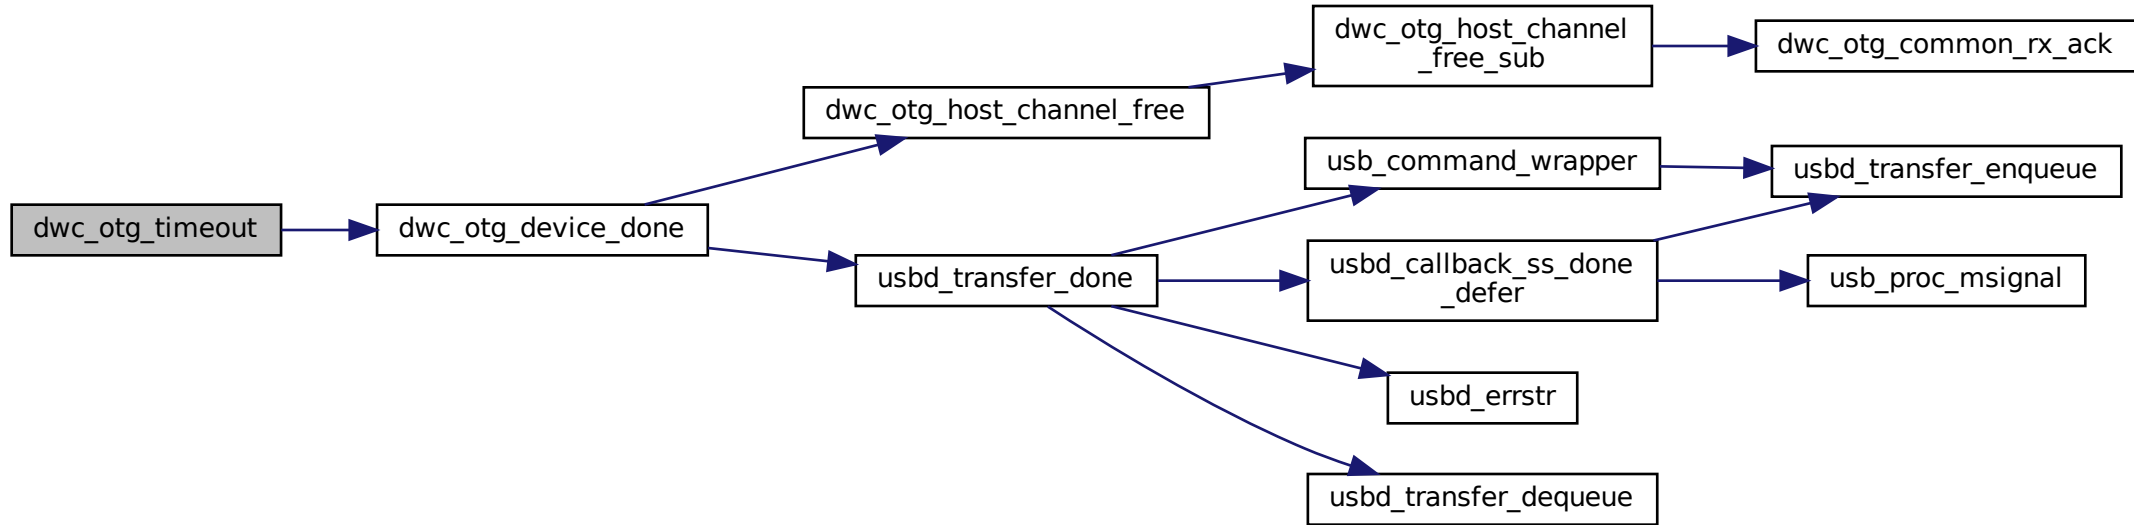 dwc_otg_timeout
dwc_otg_device_done
dwc_otg_host_channel_free
dwc_otg_host_channel
_free_sub
dwc_otg_common_rx_ack
usbd_transfer_done
usb_command_wrapper
usbd_transfer_enqueue
usbd_callback_ss_done
_defer
usb_proc_msignal
usbd_errstr
usbd_transfer_dequeue